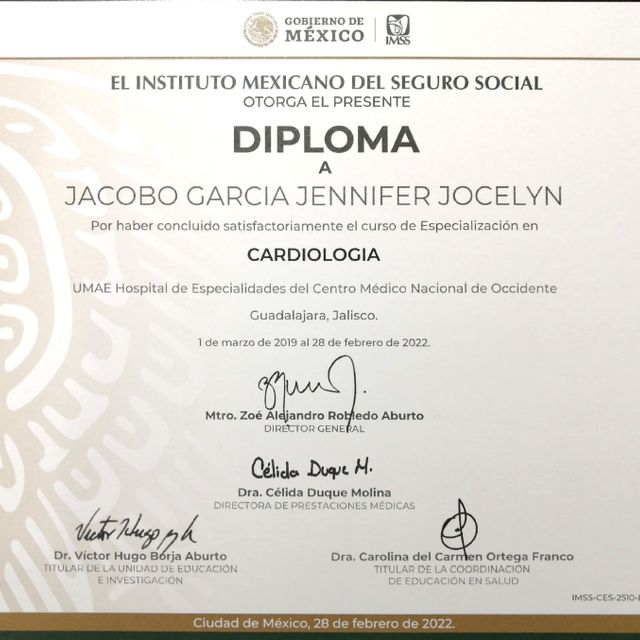 GOBIERNO DE
MÉXICO
IMSS
EL INSTITUTO MEXICANO DEL SEGURO SOCIAL
OTORGA EL PRESENTE
DIPLOMA
A
JACOBO GARCIA JENNIFER JOCELYN
Por haber concluido satisfactoriamente el curso de Especialización en
CARDIOLOGIA
UMAE Hospital de Especialidades del Centro Médico Nacional de Occidente
Guadalajara, Jalisco.
1 de marzo de 2019 al 28 de febrero de 2022.
Mtro. Zoé Alejandro Robledo Aburto
DIRECTOR GENERAL
Célida Duque M.
Dra. Célida Duque Molina
DIRECTORA DE PRESTACIONES MÉDICAS
Victor Hugo
Dr. Víctor Hugo Borja Aburto
TITULAR DE LA UNIDAD DE EDUCACIÓN
E INVESTIGACIÓN
Dra. Carolina del Carmen Ortega Franco
TITULAR DE LA COORDINACIÓN
DE EDUCACIÓN EN SALUD
IMSS-CES-2510-
Ciudad de México, 28 de febrero de 2022.